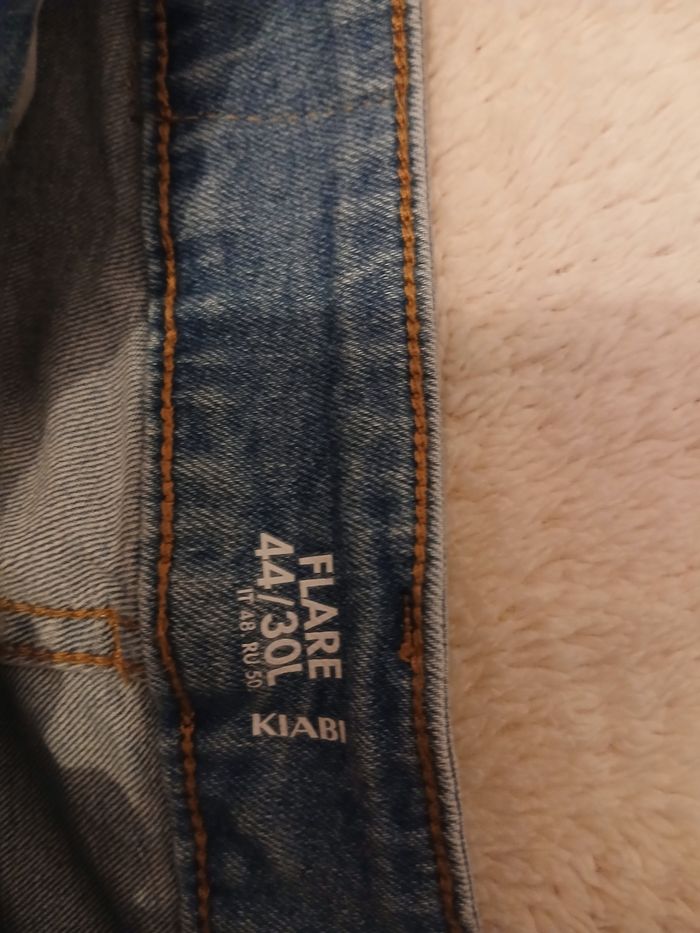 FLARE
44/30L
IT 48 RU 50
KIABI